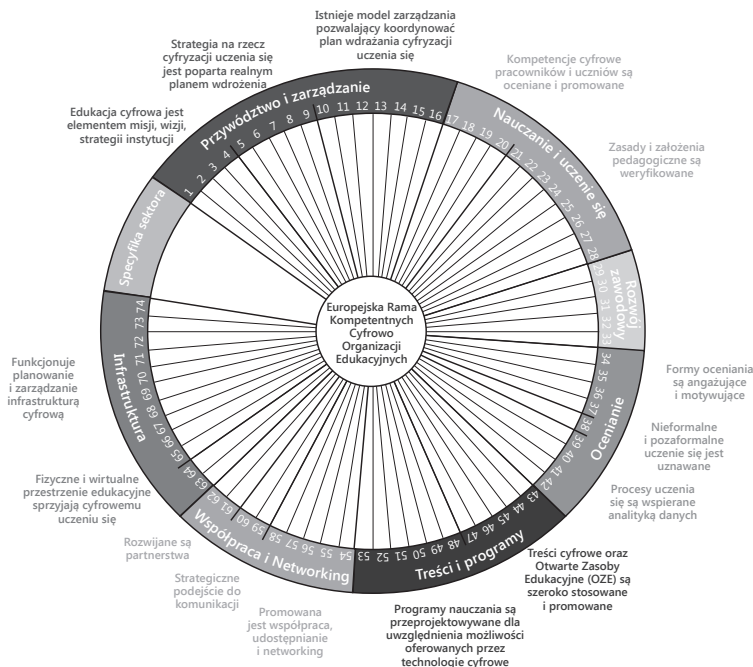 Istnieje model zarządzania
pozwalający koordynować
plan wdrażania cyfryzacji
uczenia się
Strategia na rzecz
cyfryzacji uczenia się
jest poparta realnym
planem wdrożenia
Edukacja cyfrowa jest
elementem misji, wizji,
strategii instytucji
Kompetencje cyfrowe
pracowników i uczniów są
oceniane i promowane
Zasady i założenia
pedagogiczne są
weryfikowane
Przywództwo i zarządzanie
1 2 3 4 5 6 7 8 9 10 11 12 13 14 15 16
Nauczanie i uczenie się
17 18 19 20 21 22 23 24 25 26 27 28
Rozwój
zawodowy
29 30 31 32 33
Ocenianie
34 35 36 37 38 39 40 41 42
Formy oceniania
są angażujące
i motywujące
Nieformalne
i pozaformalne
uczenie się jest
uznawane
Procesy uczenia
się są wspierane
analityką danych
Treści i programy
43 44 45 46 47 48 49 50 51 52 53
Treści cyfrowe oraz
Otwarte Zasoby
Edukacyjne (OZE) są
szeroko stosowane
i promowane
Programy nauczania są
przeprojektowywane dla
uwzględnienia możliwości
oferowanych przez
technologie cyfrowe
Współpraca i Networking
54 55 56 57 58 59 60 61 62
Promowana
jest współpraca,
udostępnianie
i networking
Strategiczne
podejście do
komunikacji
Rozwijane są
partnerstwa
Infrastruktura
63 64 65 66 67 68 69 70 71 72 73 74
Fizyczne i wirtualne
przestrzenie edukacyjne
sprzyjają cyfrowemu
uczeniu się
Funkcjonuje
planowanie
i zarządzanie
infrastrukturą
cyfrową
Specyfika sektora
Europejska Rama
Kompetentnych
Cyfrowo
Organizacji
Edukacyjnych